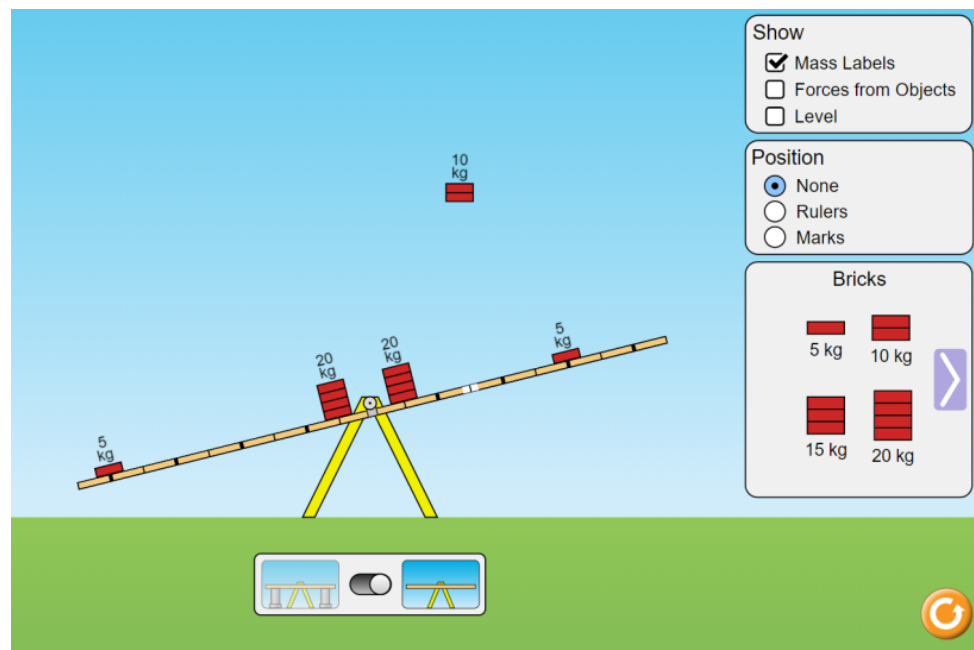 Show
Mass Labels
Forces from Objects
Level
10
kg
Position
None
Rulers
Marks
Bricks
5 kg
10 kg
15 kg
20 kg
20
kg
20
kg
5
kg
5
kg